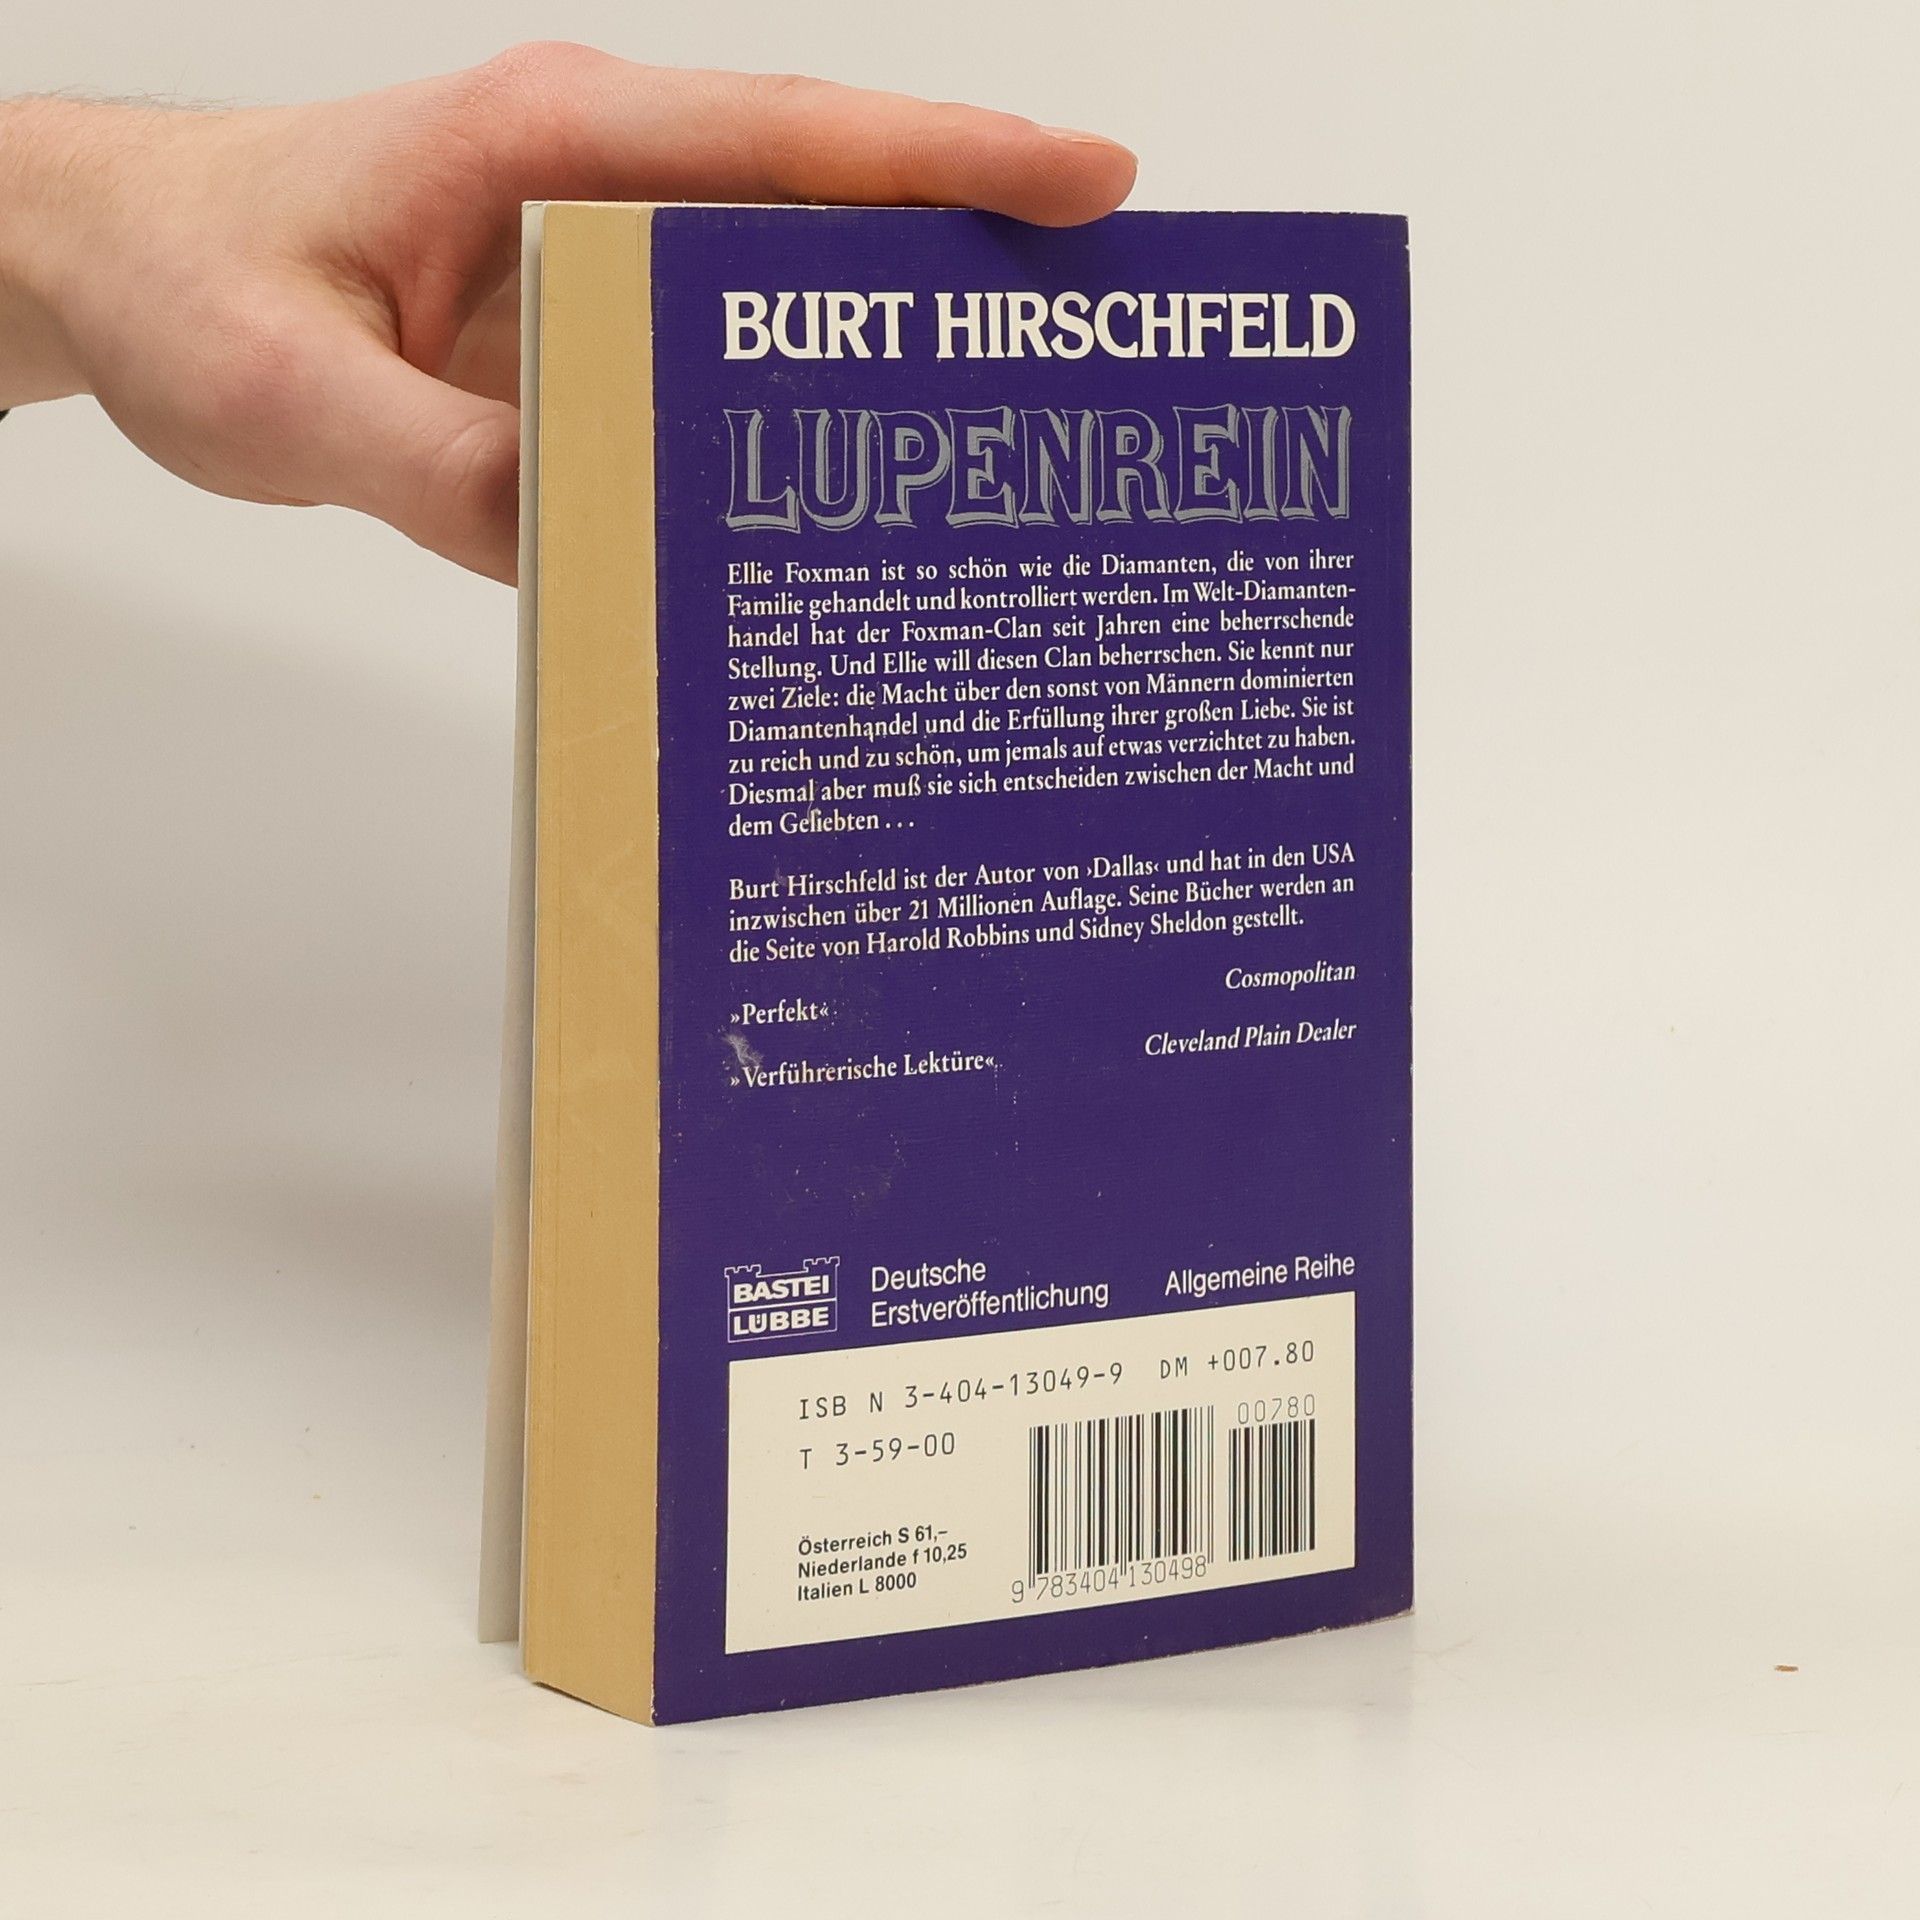 BURT HIRSCHFELD
LUPENREIN
Ellie Foxman ist so schön wie die Diamanten, die von ihrer
Familie gehandelt und kontrolliert werden. Im Welt-Diamanten-
handel hat der Foxman-Clan seit Jahren eine beherrschende
Stellung. Und Ellie will diesen Clan beherrschen. Sie kennt nur
zwei Ziele: die Macht über den sonst von Männern dominierten
Diamantenhandel und die Erfüllung ihrer großen Liebe. Sie ist
zu reich und zu schön, um jemals auf etwas verzichtet zu haben.
Diesmal aber muß sie sich entscheiden zwischen der Macht und
dem Geliebten . . .
Burt Hirschfeld ist der Autor von ›Dallas‹ und hat in den USA
inzwischen über 21 Millionen Auflage. Seine Bücher werden an
die Seite von Harold Robbins und Sidney Sheldon gestellt.
»Perfekt« Cosmopolitan
»Verführerische Lektüre« Cleveland Plain Dealer
BASTEI
LÜBBE
Deutsche
Erstveröffentlichung
Allgemeine Reihe
ISB N 3-404-13049-9 DM +007.80
T 3-59-00
00780
Österreich S 61,–
Niederlande f 10,25
Italien L 8000
9 783404 130498